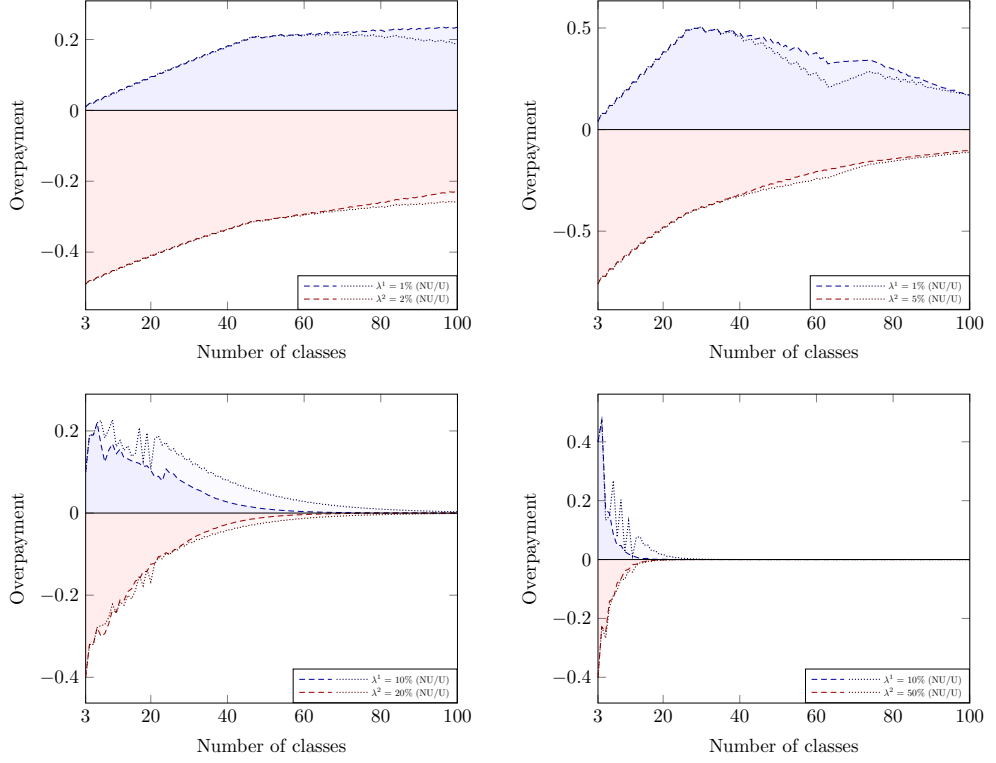 0.2
0
−0.2
−0.4
Overpayment
3 20 40 60 80 100
Number of classes
λ¹ = 1% (NU/U)
λ² = 2% (NU/U)
0.5
0
−0.5
Overpayment
3 20 40 60 80 100
Number of classes
λ¹ = 1% (NU/U)
λ² = 5% (NU/U)
0.2
0
−0.2
−0.4
Overpayment
3 20 40 60 80 100
Number of classes
λ¹ = 10% (NU/U)
λ² = 20% (NU/U)
0.4
0.2
0
−0.2
−0.4
Overpayment
3 20 40 60 80 100
Number of classes
λ¹ = 10% (NU/U)
λ² = 50% (NU/U)